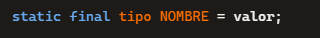 static final tipo NOMBRE = valor;